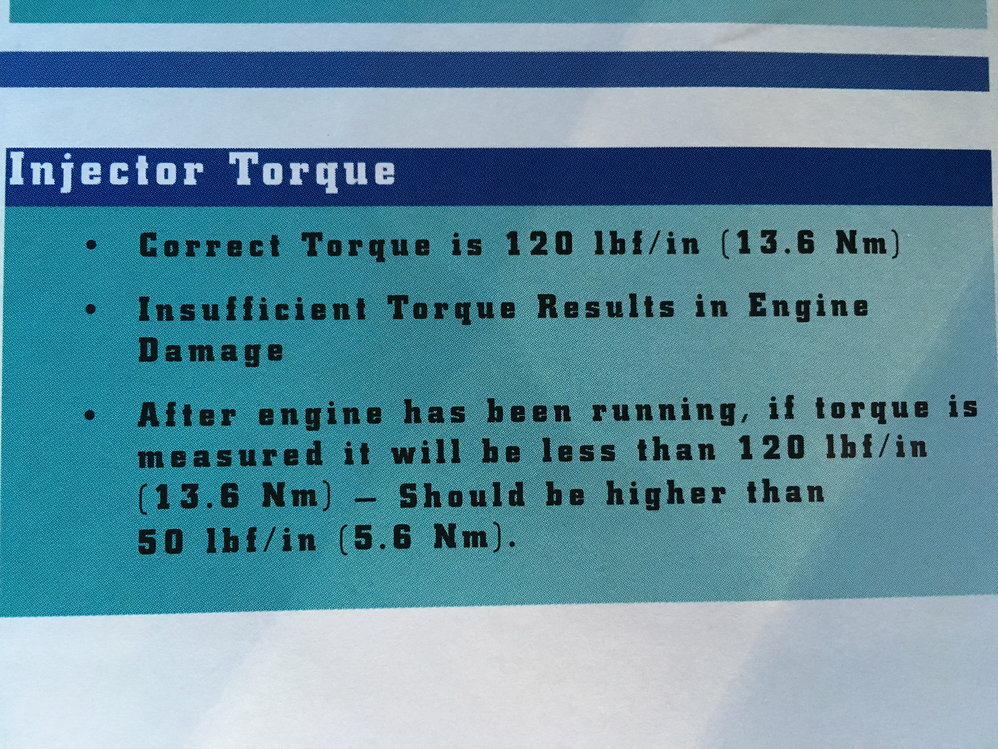 Injector Torque
• Correct Torque is 120 lbf/in (13.6 Nm)
• Insufficient Torque Results in Engine
Damage
• After engine has been running, if torque is
measured it will be less than 120 lbf/in
(13.6 Nm) – Should be higher than
50 lbf/in (5.6 Nm).